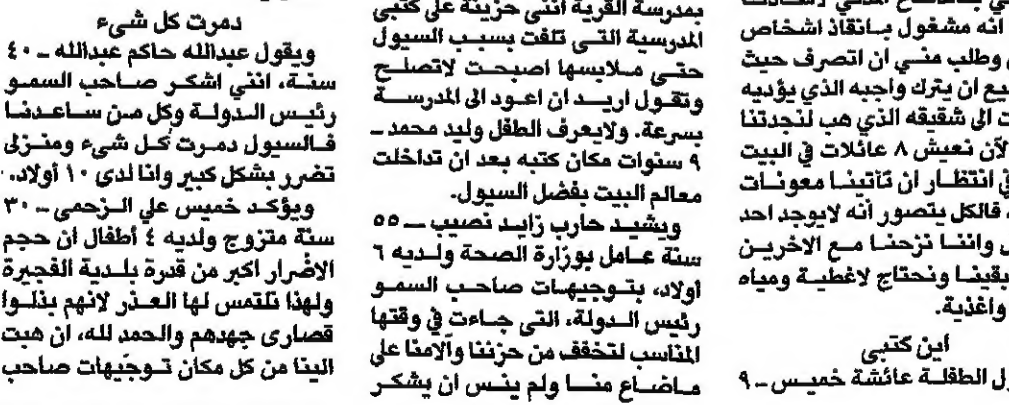 انه مشغول بانقاذ اشخاص
وطلب مني ان اتصرف حيث
يع ان يترك واجبه الذي يؤديه
ت الى شقيقه الذي هب لنجدتنا
لآن نعيش ٨ عائلات في البيت
ي انتظار ان تأتينا معونات
، فالكل يتصور أنه لايوجد احد
ل واننا نزحنا مع الاخرين
بقينا ونحتاج لاغطية ومياه
واغذية.
اين كتبي
ول الطفلة عائشة خميس ـ ٩
بمدرسة القرية انني حزينة على كتبي
المدرسية التي تلفت بسبب السيول
حتى ملابسها اصبحت لاتصلح
وتقول اريد ان اعود الى المدرسة
بسرعة. ولايعرف الطفل وليد محمد ـ
٩ سنوات مكان كتبه بعد ان تداخلت
معالم البيت بفضل السيول.
ويشيد حارب زايد نصيب ـ ٥٥
سنة عامل بوزارة الصحة ولديه ٦
أولاد، بتوجيهات صاحب السمو
رئيس الدولة، التي جاءت في وقتها
المناسب لتخفف من حزننا وآلامنا على
ماضاع منا ولم ينس ان يشكر
دمرت كل شيء
ويقول عبدالله حاكم عبدالله ـ ٤٠
سنة، انني اشكر صاحب السمو
رئيس الدولة وكل من ساعدنا
فالسيول دمرت كل شيء ومنزلى
تضرر بشكل كبير وانا لدى ١٠ أولاد.
ويؤكد خميس علي الزحمي ـ ٣٠
سنة متزوج ولديه ٤ أطفال أن حجم
الاضرار اكبر من قدرة بلدية الفجيرة
ولهذا نلتمس لها العذر لانهم بذلوا
قصارى جهدهم والحمد لله، ان هبت
الينا من كل مكان توجيهات صاحب